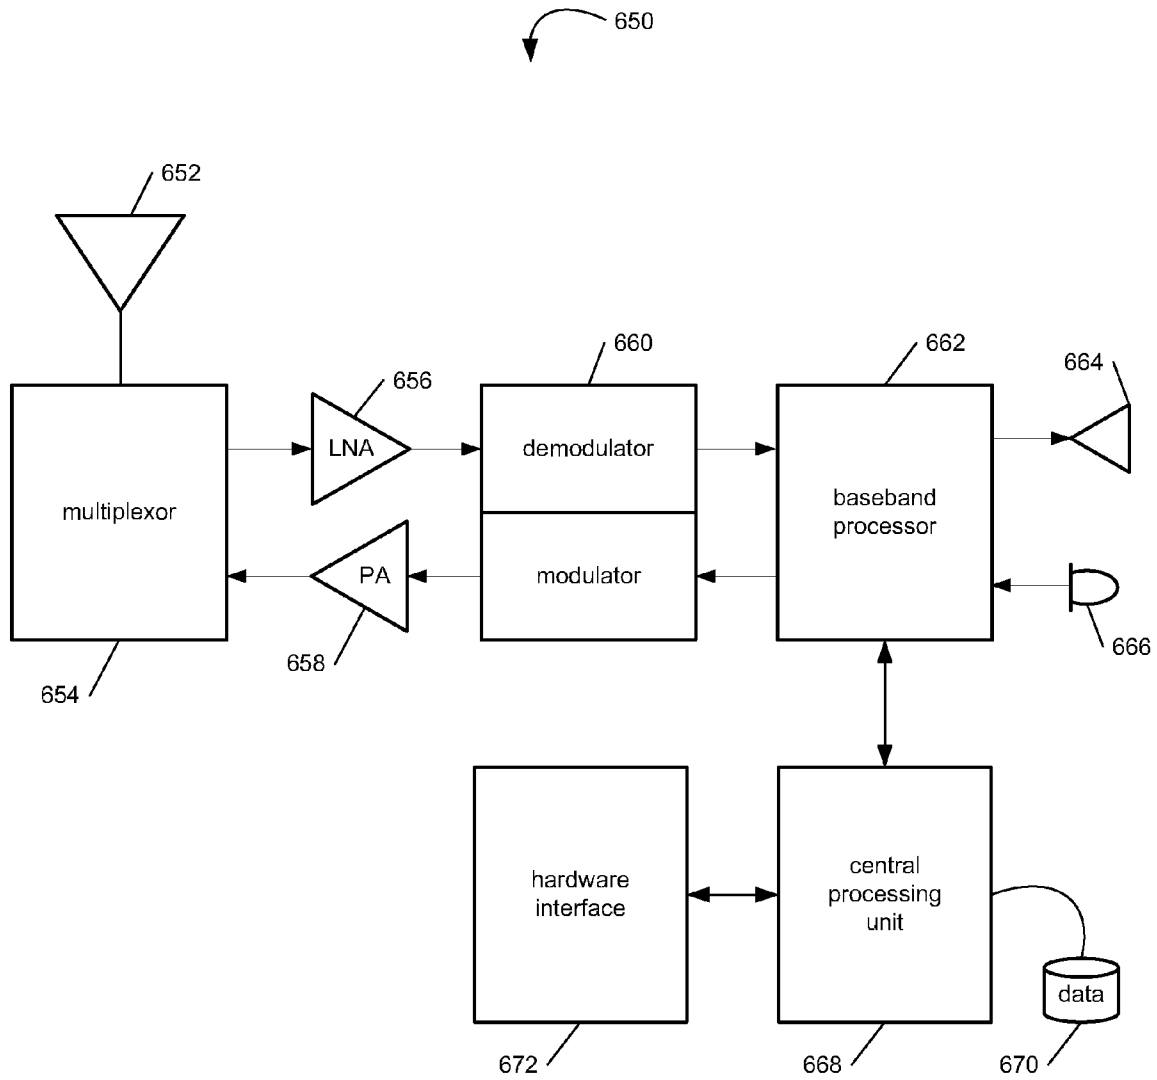 650
652
660
662
664
656
LNA
demodulator
multiplexor
baseband
processor
PA
modulator
658
666
654
hardware
interface
central
processing
unit
data
672
668
670